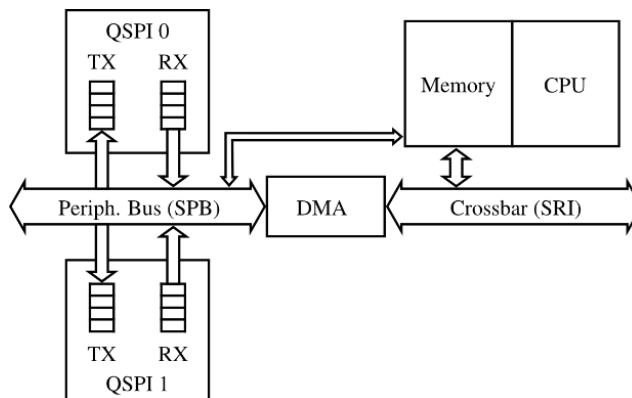 QSPI 0
TX RX
Memory CPU
Periph. Bus (SPB) DMA Crossbar (SRI)
TX RX
QSPI 1